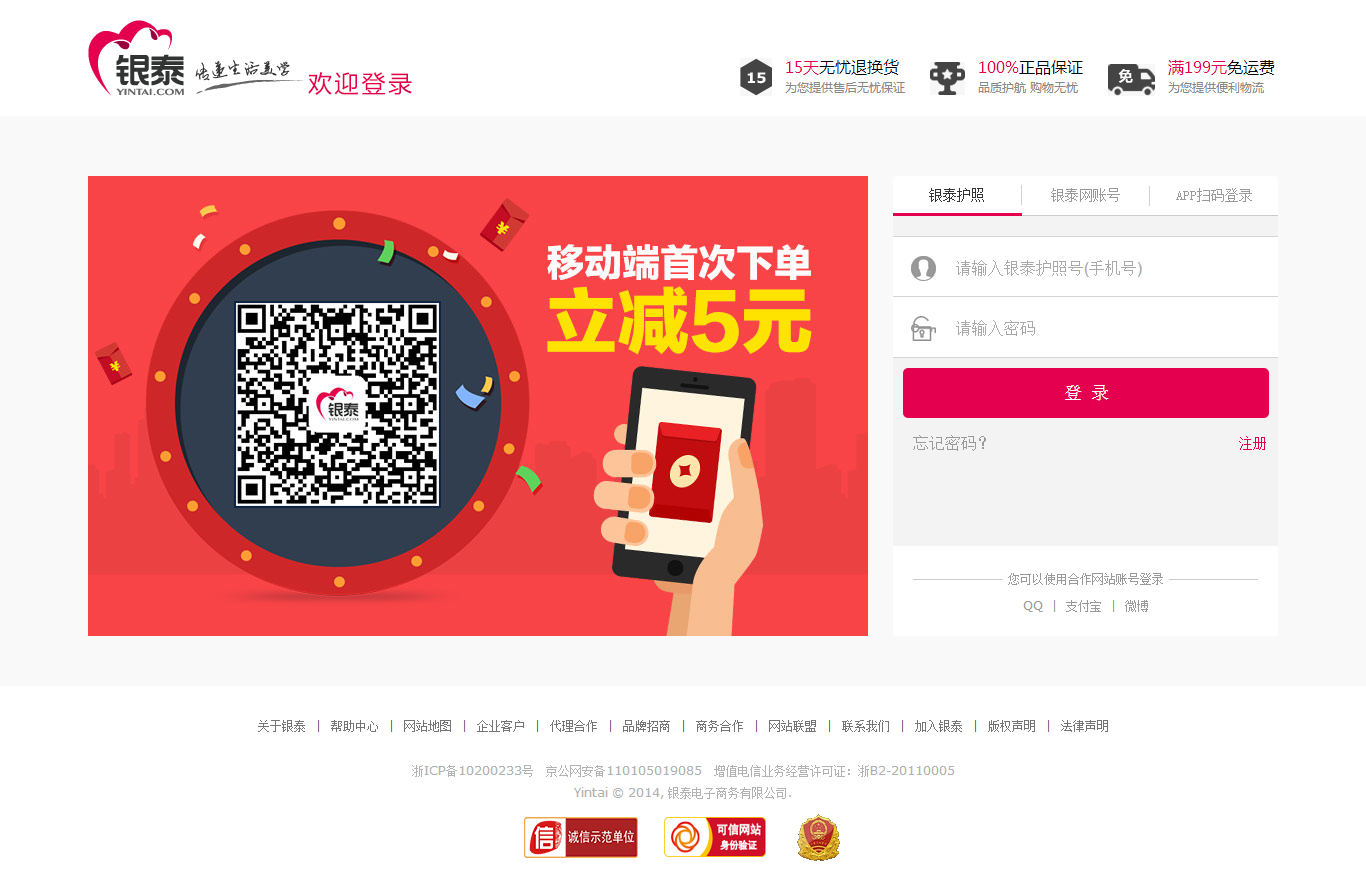 银泰
YINTAI.COM
传递生活美学
欢迎登录
15
15天无忧退换货
为您提供售后无忧保证
100%正品保证
品质护航 购物无忧
免
满199元免运费
为您提供便利物流
移动端首次下单
立减5元
¥
¥
银泰
YINTAI.COM
银泰护照
银泰网账号
APP扫码登录
请输入银泰护照号(手机号)
请输入密码
登 录
忘记密码?
注册
您可以使用合作网站账号登录
QQ | 支付宝 | 微博
关于银泰 | 帮助中心 | 网站地图 | 企业客户 | 代理合作 | 品牌招商 | 商务合作 | 网站联盟 | 联系我们 | 加入银泰 | 版权声明 | 法律声明
浙ICP备10200233号 京公网安备110105019085 增值电信业务经营许可证：浙B2-20110005
Yintai © 2014, 银泰电子商务有限公司.
信 诚信示范单位
可信网站
身份验证